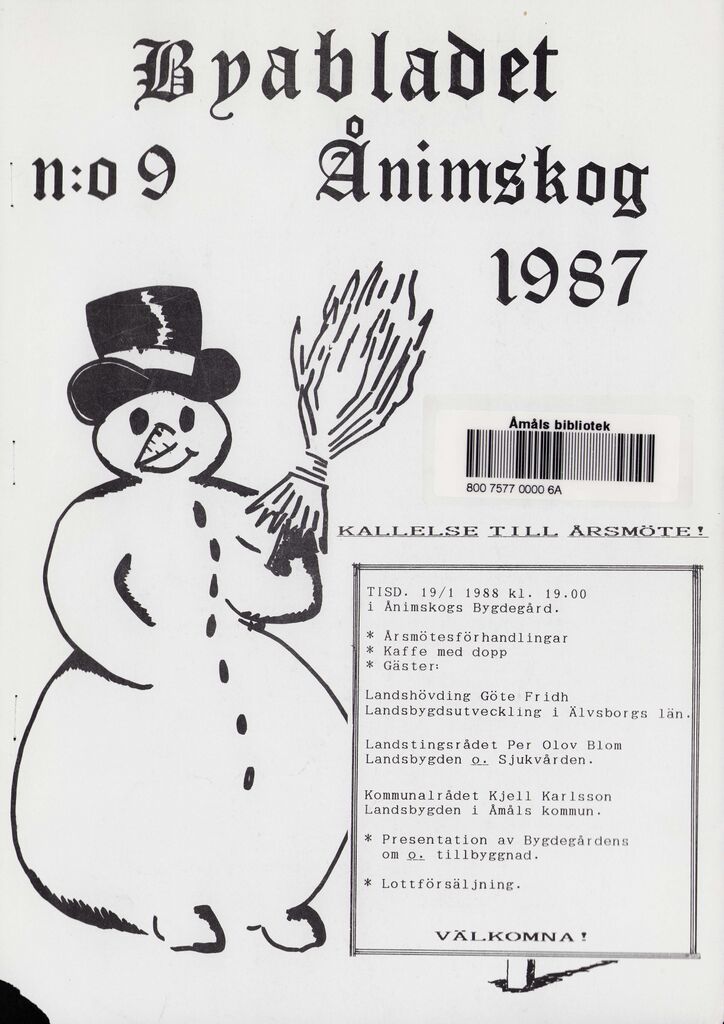 Byabladet
n:o 9 Ånimskog
1987
Åmåls bibliotek
800 7577 0000 6A
KALLELSE TILL ÅRSMÖTE!
TISD. 19/1 1988 kl. 19.00
i Ånimskogs Bygdegård.
* Årsmötesförhandlingar
* Kaffe med dopp
* Gäster:
Landshövding Göte Fridh
Landsbygdsutveckling i Älvsborgs län.
Landstingsrådet Per Olov Blom
Landsbygden o. Sjukvården.
Kommunalrådet Kjell Karlsson
Landsbygden i Åmåls kommun.
* Presentation av Bygdegårdens
om o. tillbyggnad.
* Lottförsäljning.
VÄLKOMNA!